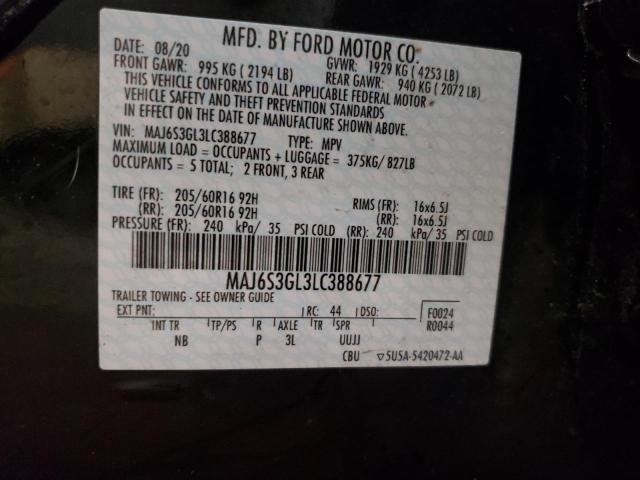 MFD. BY FORD MOTOR CO.
DATE: 08/20 GVWR: 1929 KG ( 4253 LB)
FRONT GAWR: 995 KG ( 2194 LB) REAR GAWR: 940 KG ( 2072 LB)
THIS VEHICLE CONFORMS TO ALL APPLICABLE FEDERAL MOTOR
VEHICLE SAFETY AND THEFT PREVENTION STANDARDS
IN EFFECT ON THE DATE OF MANUFACTURE SHOWN ABOVE.
VIN: MAJ6S3GL3LC388677 TYPE: MPV
MAXIMUM LOAD = OCCUPANTS + LUGGAGE = 375KG/ 827LB
OCCUPANTS = 5 TOTAL; 2 FRONT, 3 REAR
TIRE (FR): 205/60R16 92H RIMS (FR): 16x6.5J
(RR): 205/60R16 92H (RR): 16x6.5J
PRESSURE (FR): 240 kPa/ 35 PSI COLD (RR): 240 kPa/ 35 PSI COLD
MAJ6S3GL3LC388677
TRAILER TOWING - SEE OWNER GUIDE
EXT PNT: RC: 44 DSO: F0024
INT TR TP/PS R AXLE TR SPR R0044
NB P 3L UUJJ
CBU ▽5U5A-5420472-AA